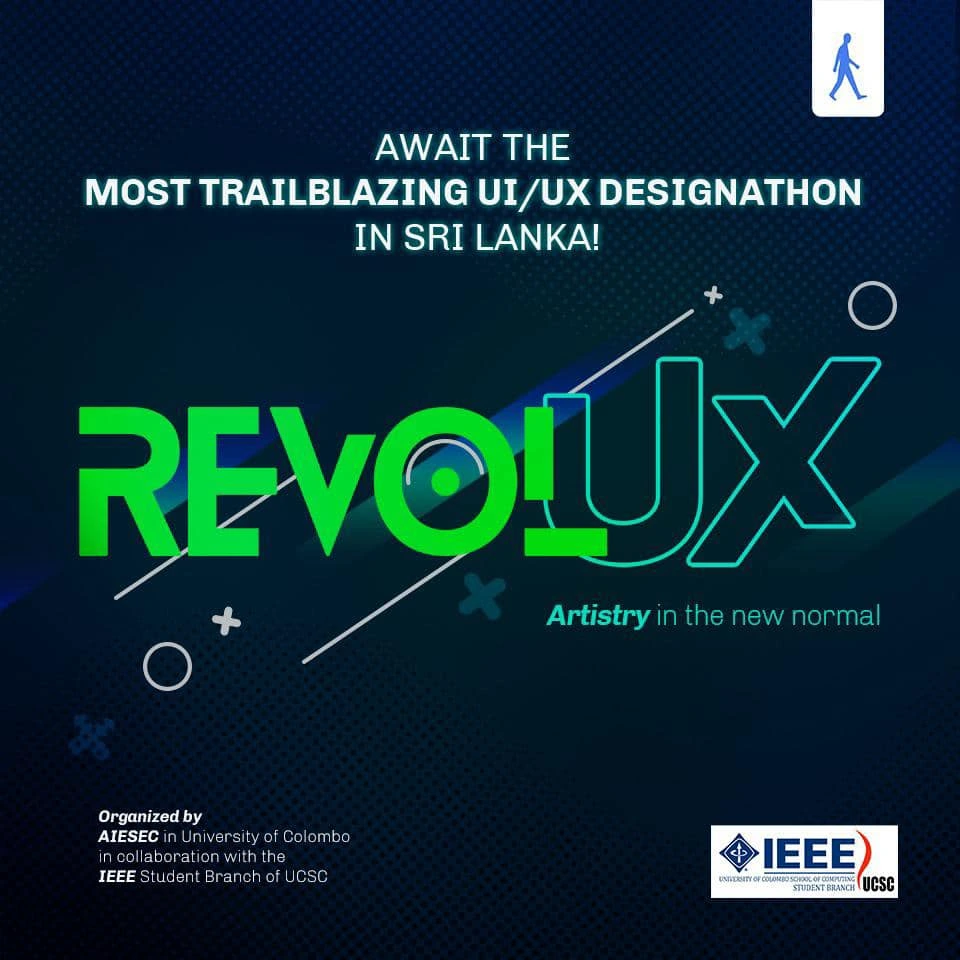 AWAIT THE
MOST TRAILBLAZING UI/UX DESIGNATHON
IN SRI LANKA!
REVOLUX
Artistry in the new normal
Organized by
AIESEC in University of Colombo
in collaboration with the
IEEE Student Branch of UCSC
IEEE
UNIVERSITY OF COLOMBO SCHOOL OF COMPUTING
STUDENT BRANCH
UCSC